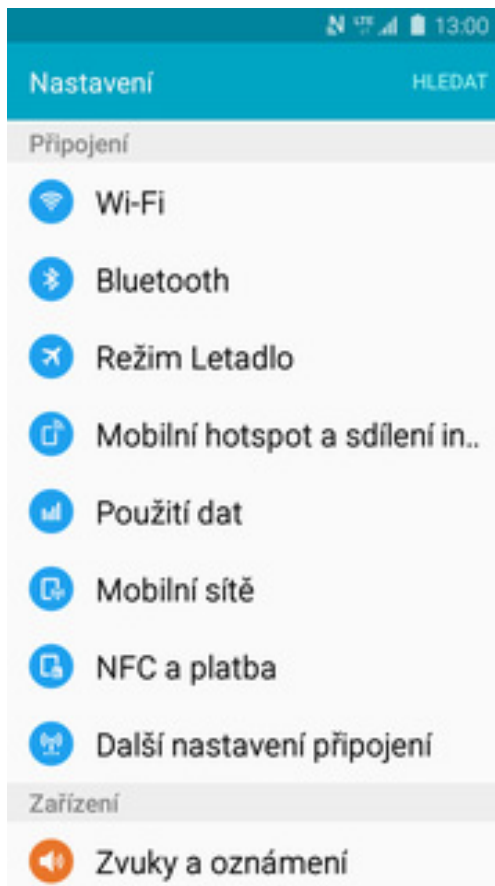 LTE 13:00
Nastavení HLEDAT
Připojení
Wi-Fi
Bluetooth
Režim Letadlo
Mobilní hotspot a sdílení in..
Použití dat
Mobilní sítě
NFC a platba
Další nastavení připojení
Zařízení
Zvuky a oznámení